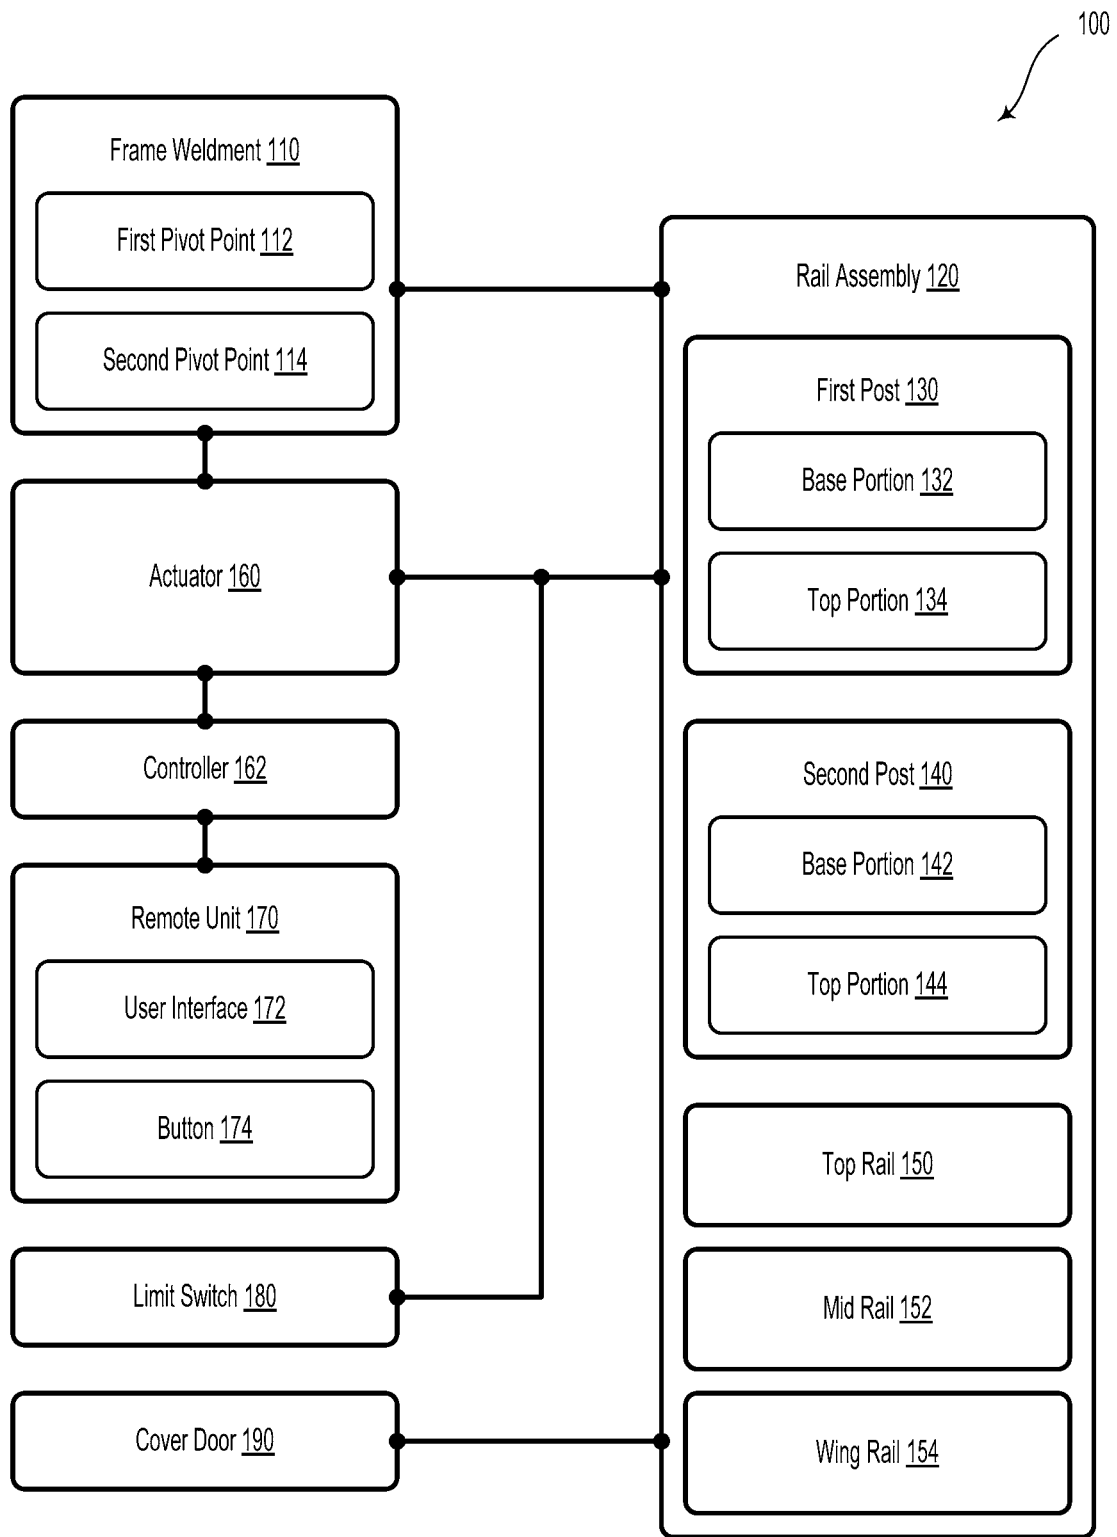 100
Frame Weldment 110
First Pivot Point 112
Second Pivot Point 114
Actuator 160
Controller 162
Remote Unit 170
User Interface 172
Button 174
Limit Switch 180
Cover Door 190
Rail Assembly 120
First Post 130
Base Portion 132
Top Portion 134
Second Post 140
Base Portion 142
Top Portion 144
Top Rail 150
Mid Rail 152
Wing Rail 154